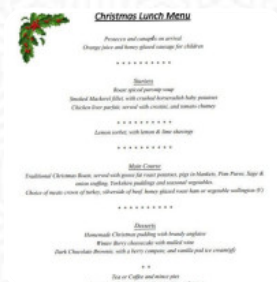 Christmas Lunch Menu
Prosecco and canapés on arrival
Orange juice and honey glazed sausage for children
* * * * * * * * * *
Starters
Roast spiced parsnip soup
Smoked Mackerel fillet, with crushed horseradish baby potatoes
Chicken liver parfait, served with crostini, and tomato chutney
* * * * * * * * * *
Lemon sorbet, with lemon & lime shavings
* * * * * * * * * *
Main Course
Traditional Christmas Roast, served with goose fat roast potatoes, pigs in blankets, Pea Puree, Sage &
onion stuffing, Yorkshire puddings and seasonal vegetables.
Choice of meats crown of turkey, silverside of beef, honey glazed roast ham or vegetable wellington
* * * * * * * * * *
Desserts
Homemade Christmas pudding with brandy anglaise
Winter Berry cheesecake with mulled wine
Dark Chocolate Brownie, with a berry compote, and vanilla pod ice cream
* *
Tea or Coffee and mince pies